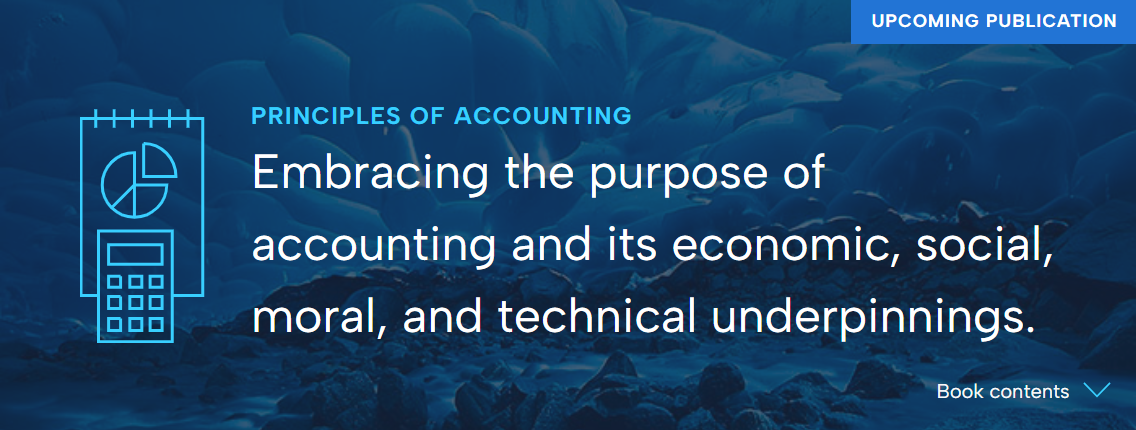 UPCOMING PUBLICATION
PRINCIPLES OF ACCOUNTING
Embracing the purpose of
accounting and its economic, social,
moral, and technical underpinnings.
Book contents